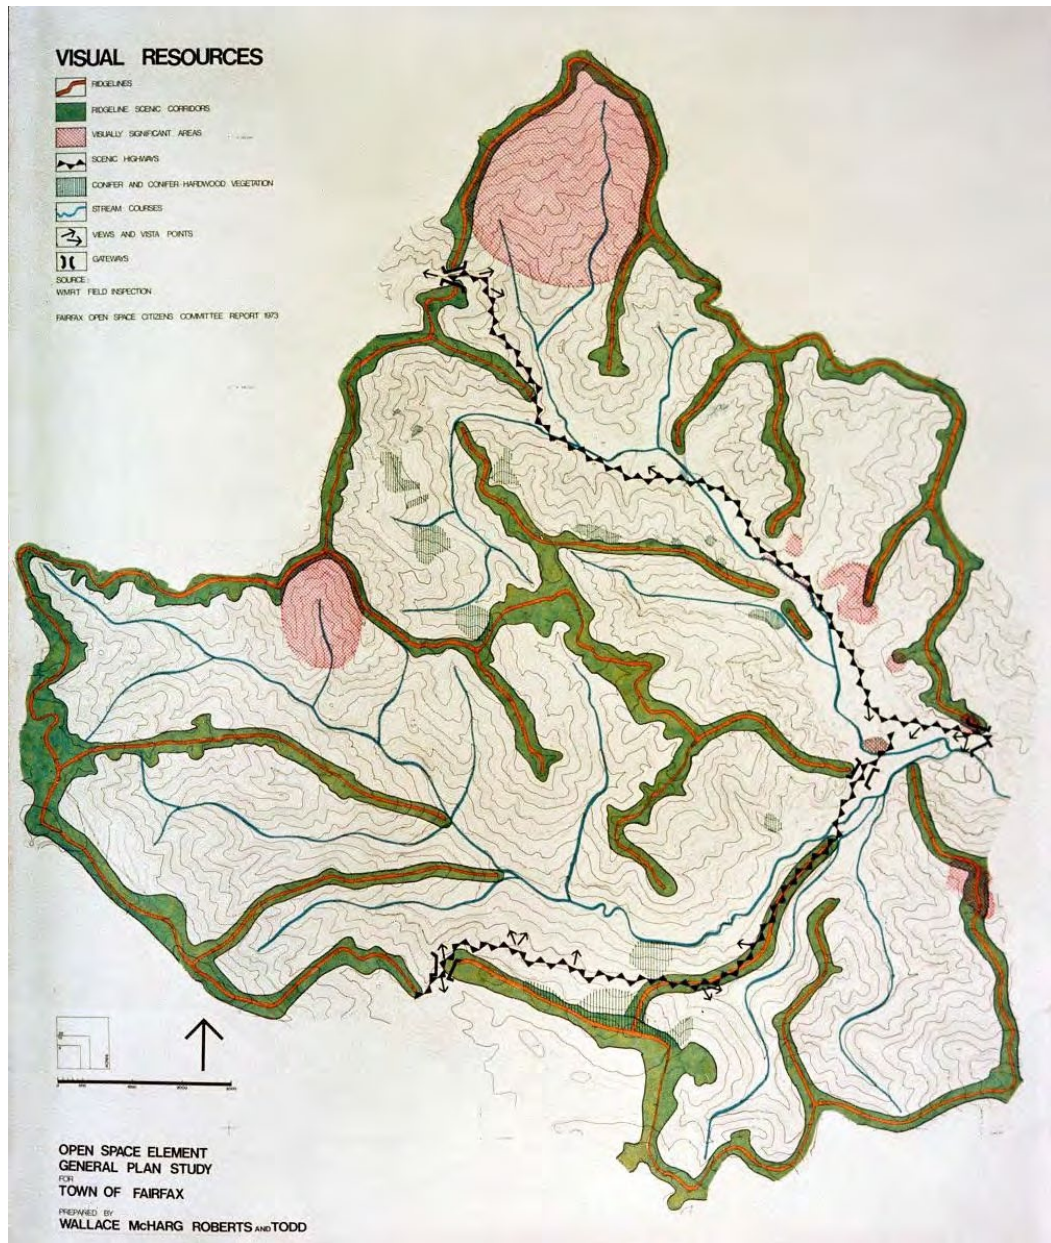 VISUAL RESOURCES
RIDGELINES
RIDGELINE SCENIC CORRIDORS
VISUALLY SIGNIFICANT AREAS
SCENIC HIGHWAYS
CONIFER AND CONIFER-HARDWOOD VEGETATION
STREAM COURSES
VIEWS AND VISTA POINTS
GATEWAYS
SOURCE:
WMRT FIELD INSPECTION
FAIRFAX OPEN SPACE CITIZENS COMMITTEE REPORT 1973
OPEN SPACE ELEMENT
GENERAL PLAN STUDY
FOR
TOWN OF FAIRFAX
PREPARED BY
WALLACE McHARG ROBERTS AND TODD